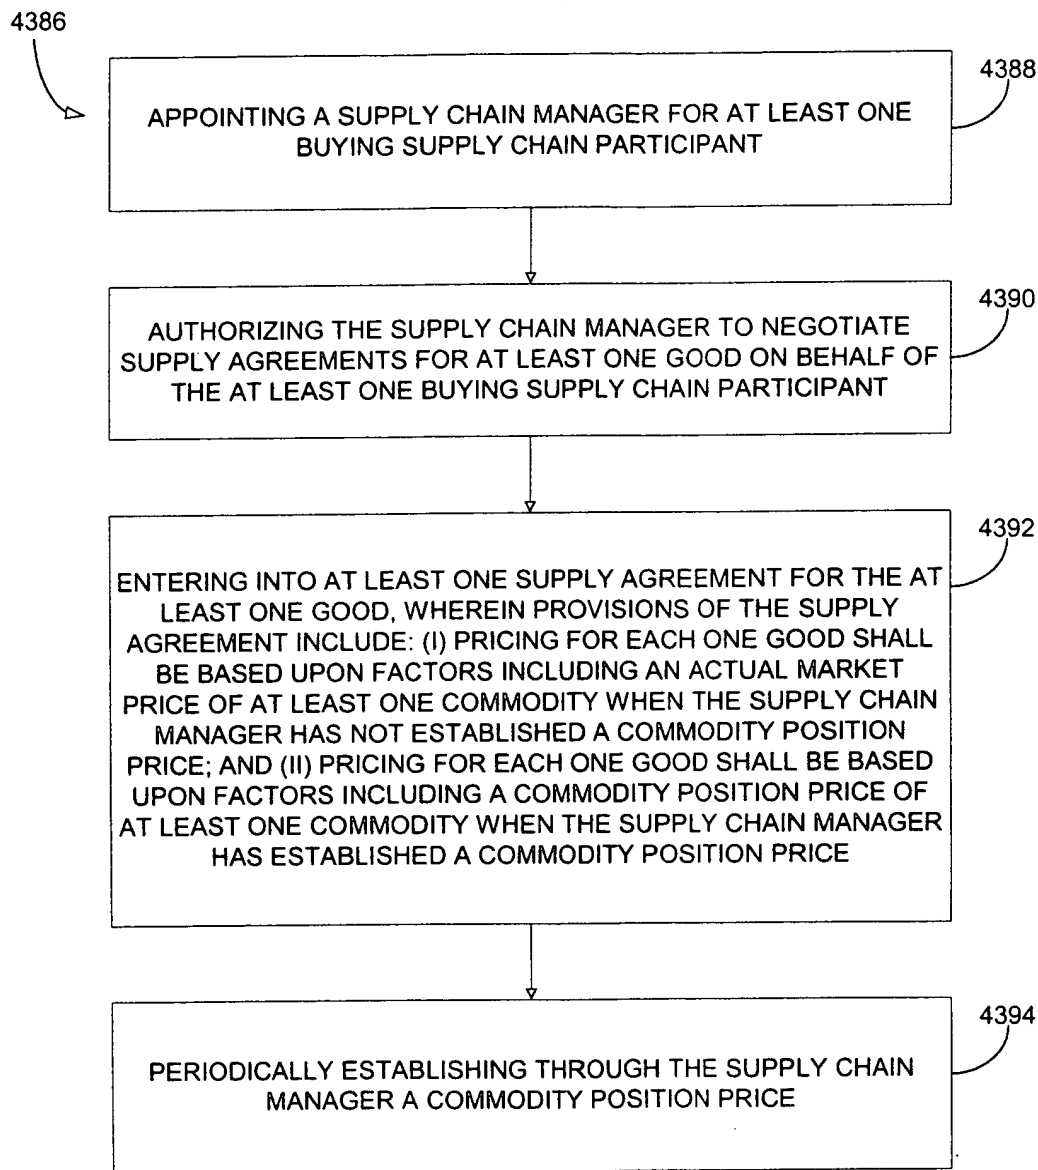 4386
4388
APPOINTING A SUPPLY CHAIN MANAGER FOR AT LEAST ONE
BUYING SUPPLY CHAIN PARTICIPANT
4390
AUTHORIZING THE SUPPLY CHAIN MANAGER TO NEGOTIATE
SUPPLY AGREEMENTS FOR AT LEAST ONE GOOD ON BEHALF OF
THE AT LEAST ONE BUYING SUPPLY CHAIN PARTICIPANT
4392
ENTERING INTO AT LEAST ONE SUPPLY AGREEMENT FOR THE AT
LEAST ONE GOOD, WHEREIN PROVISIONS OF THE SUPPLY
AGREEMENT INCLUDE: (I) PRICING FOR EACH ONE GOOD SHALL
BE BASED UPON FACTORS INCLUDING AN ACTUAL MARKET
PRICE OF AT LEAST ONE COMMODITY WHEN THE SUPPLY CHAIN
MANAGER HAS NOT ESTABLISHED A COMMODITY POSITION
PRICE; AND (II) PRICING FOR EACH ONE GOOD SHALL BE BASED
UPON FACTORS INCLUDING A COMMODITY POSITION PRICE OF
AT LEAST ONE COMMODITY WHEN THE SUPPLY CHAIN MANAGER
HAS ESTABLISHED A COMMODITY POSITION PRICE
4394
PERIODICALLY ESTABLISHING THROUGH THE SUPPLY CHAIN
MANAGER A COMMODITY POSITION PRICE